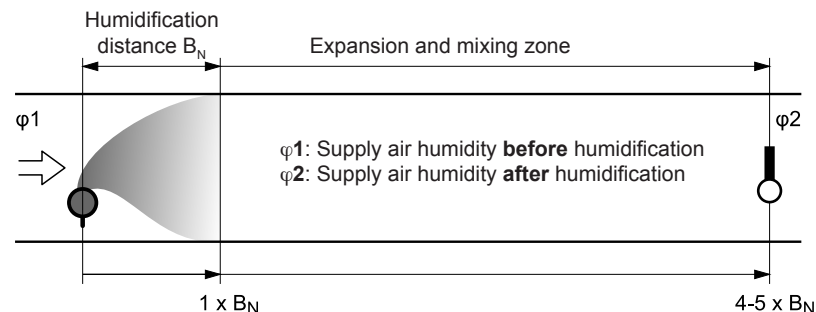 Humidification
distance B_N
Expansion and mixing zone
φ1
φ2
φ1: Supply air humidity before humidification
φ2: Supply air humidity after humidification
1 x B_N
4-5 x B_N